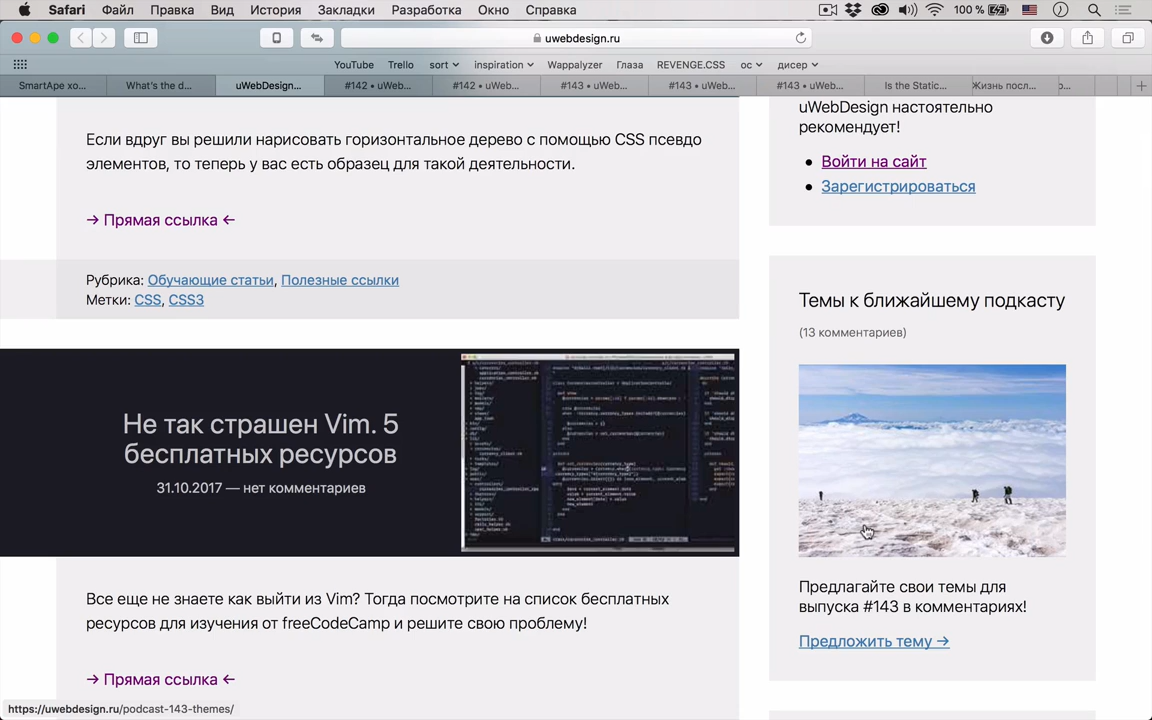 Safari Файл Правка Вид История Закладки Разработка Окно Справка 100 %
uwebdesign.ru
YouTube Trello sort inspiration Wappalyzer Глаза REVENGE.CSS ос дисер
SmartApe хо... What's the d... uWebDesign... #142 • uWeb... #142 • uWeb... #143 • uWeb... #143 • uWeb... #143 • uWeb... Is the Static... Жизнь посл...
Если вдруг вы решили нарисовать горизонтальное дерево с помощью CSS псевдо
элементов, то теперь у вас есть образец для такой деятельности.
→ Прямая ссылка ←
Рубрика: Обучающие статьи, Полезные ссылки
Метки: CSS, CSS3
Не так страшен Vim. 5
бесплатных ресурсов
31.10.2017 — нет комментариев
Все еще не знаете как выйти из Vim? Тогда посмотрите на список бесплатных
ресурсов для изучения от freeCodeCamp и решите свою проблему!
→ Прямая ссылка ←
uWebDesign настоятельно
рекомендует!
Войти на сайт
Зарегистрироваться
Темы к ближайшему подкасту
(13 комментариев)
Предлагайте свои темы для
выпуска #143 в комментариях!
Предложить тему →
https://uwebdesign.ru/podcast-143-themes/